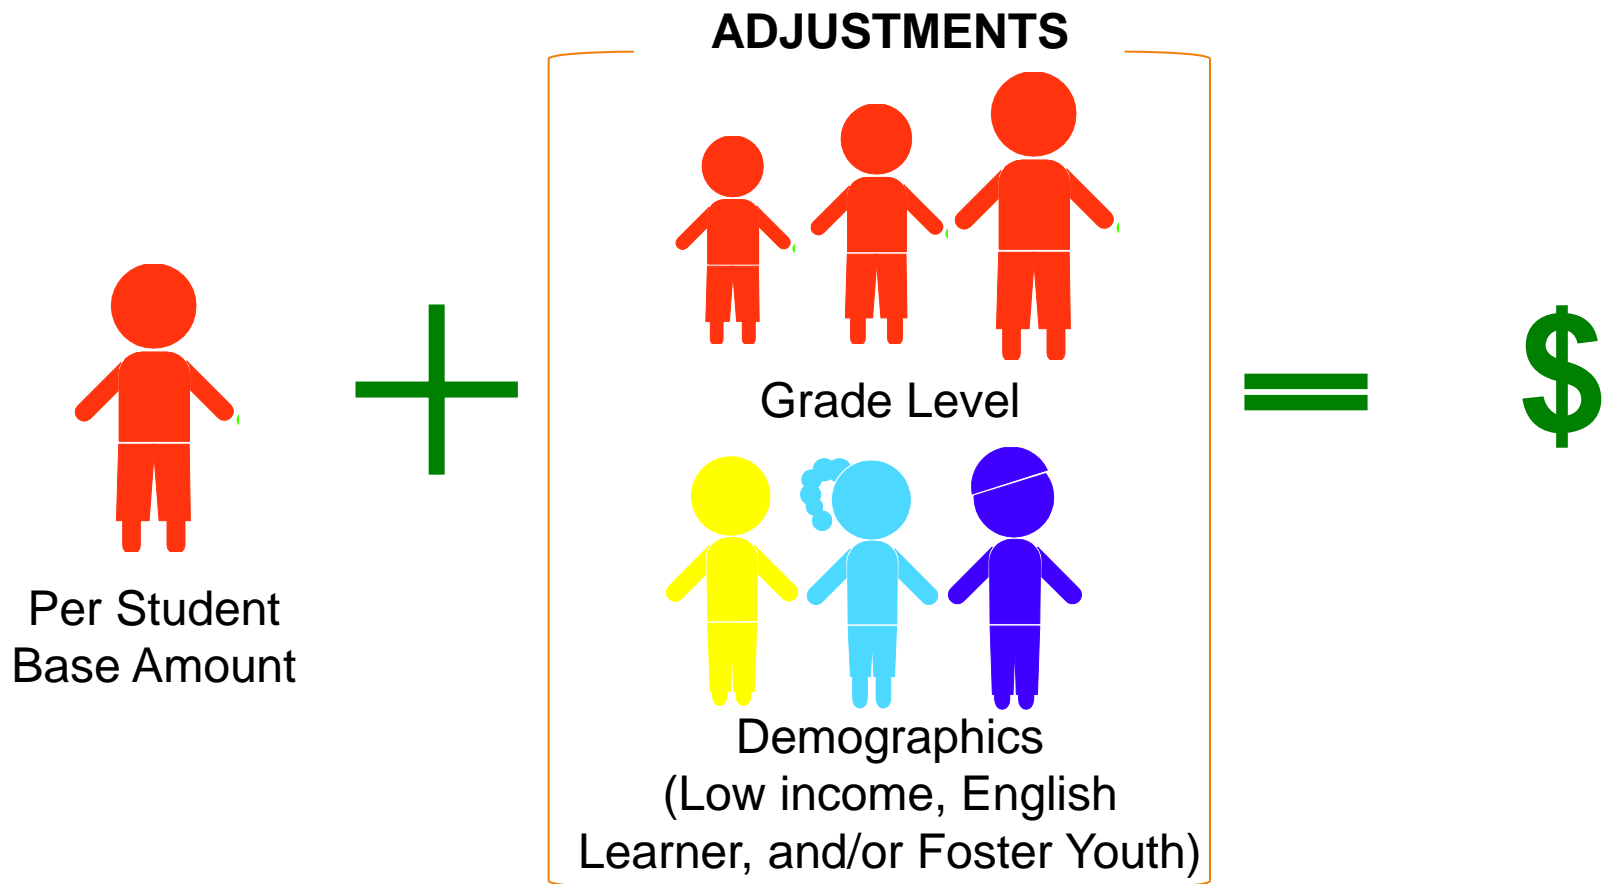 ADJUSTMENTS
Grade Level
$
Per Student
Base Amount
Demographics
(Low income, English
Learner, and/or Foster Youth)